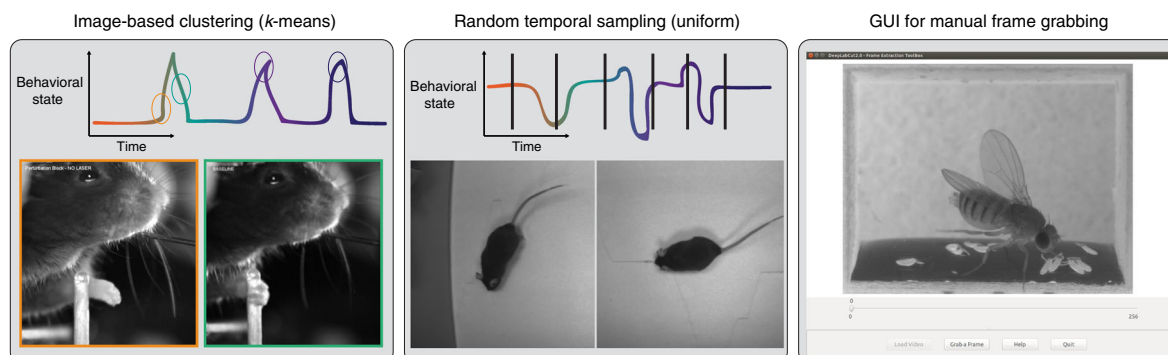 Image-based clustering (k-means)
Behavioral
state
Time
Perturbation Block - NO LASER
BASELINE
Random temporal sampling (uniform)
Behavioral
state
Time
GUI for manual frame grabbing
DeepLabCut2.0 - Frame Extraction ToolBox
0
0
256
Load Video
Grab a Frame
Help
Quit